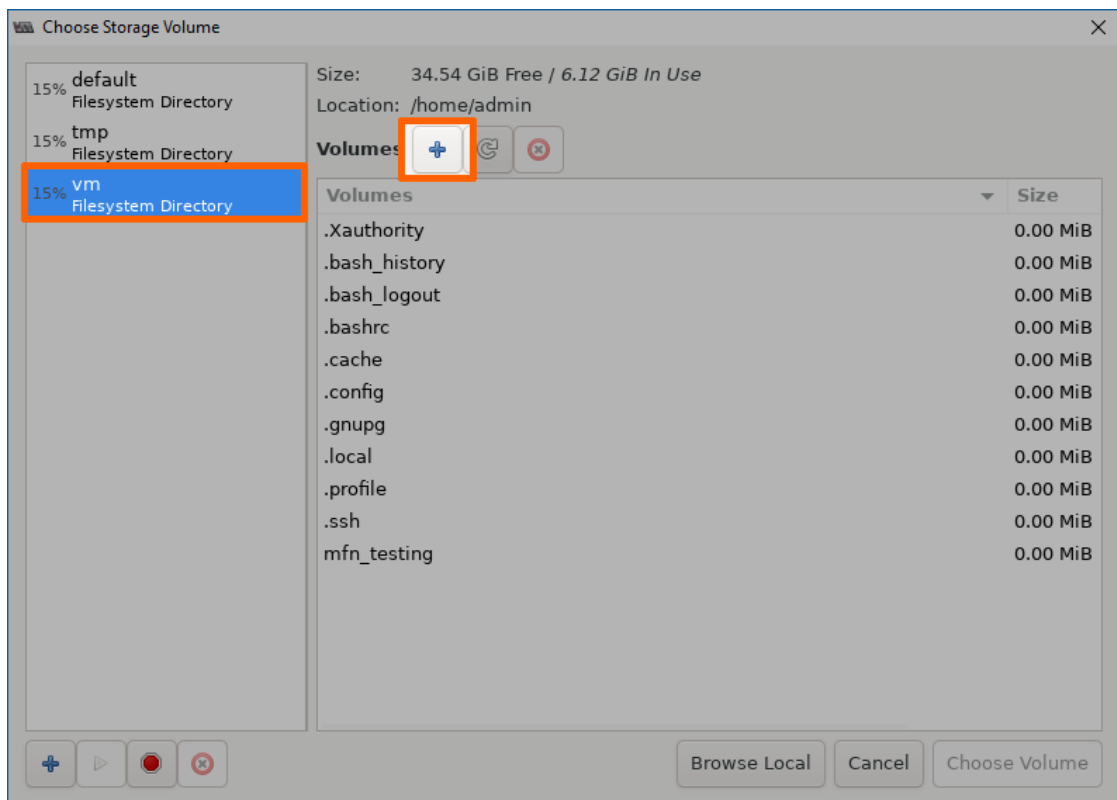 Choose Storage Volume
15% default
Filesystem Directory
15% tmp
Filesystem Directory
15% vm
Filesystem Directory
Size: 34.54 GiB Free / 6.12 GiB In Use
Location: /home/admin
Volumes
Volumes Size
.Xauthority 0.00 MiB
.bash_history 0.00 MiB
.bash_logout 0.00 MiB
.bashrc 0.00 MiB
.cache 0.00 MiB
.config 0.00 MiB
.gnupg 0.00 MiB
.local 0.00 MiB
.profile 0.00 MiB
.ssh 0.00 MiB
mfn_testing 0.00 MiB
Browse Local Cancel Choose Volume